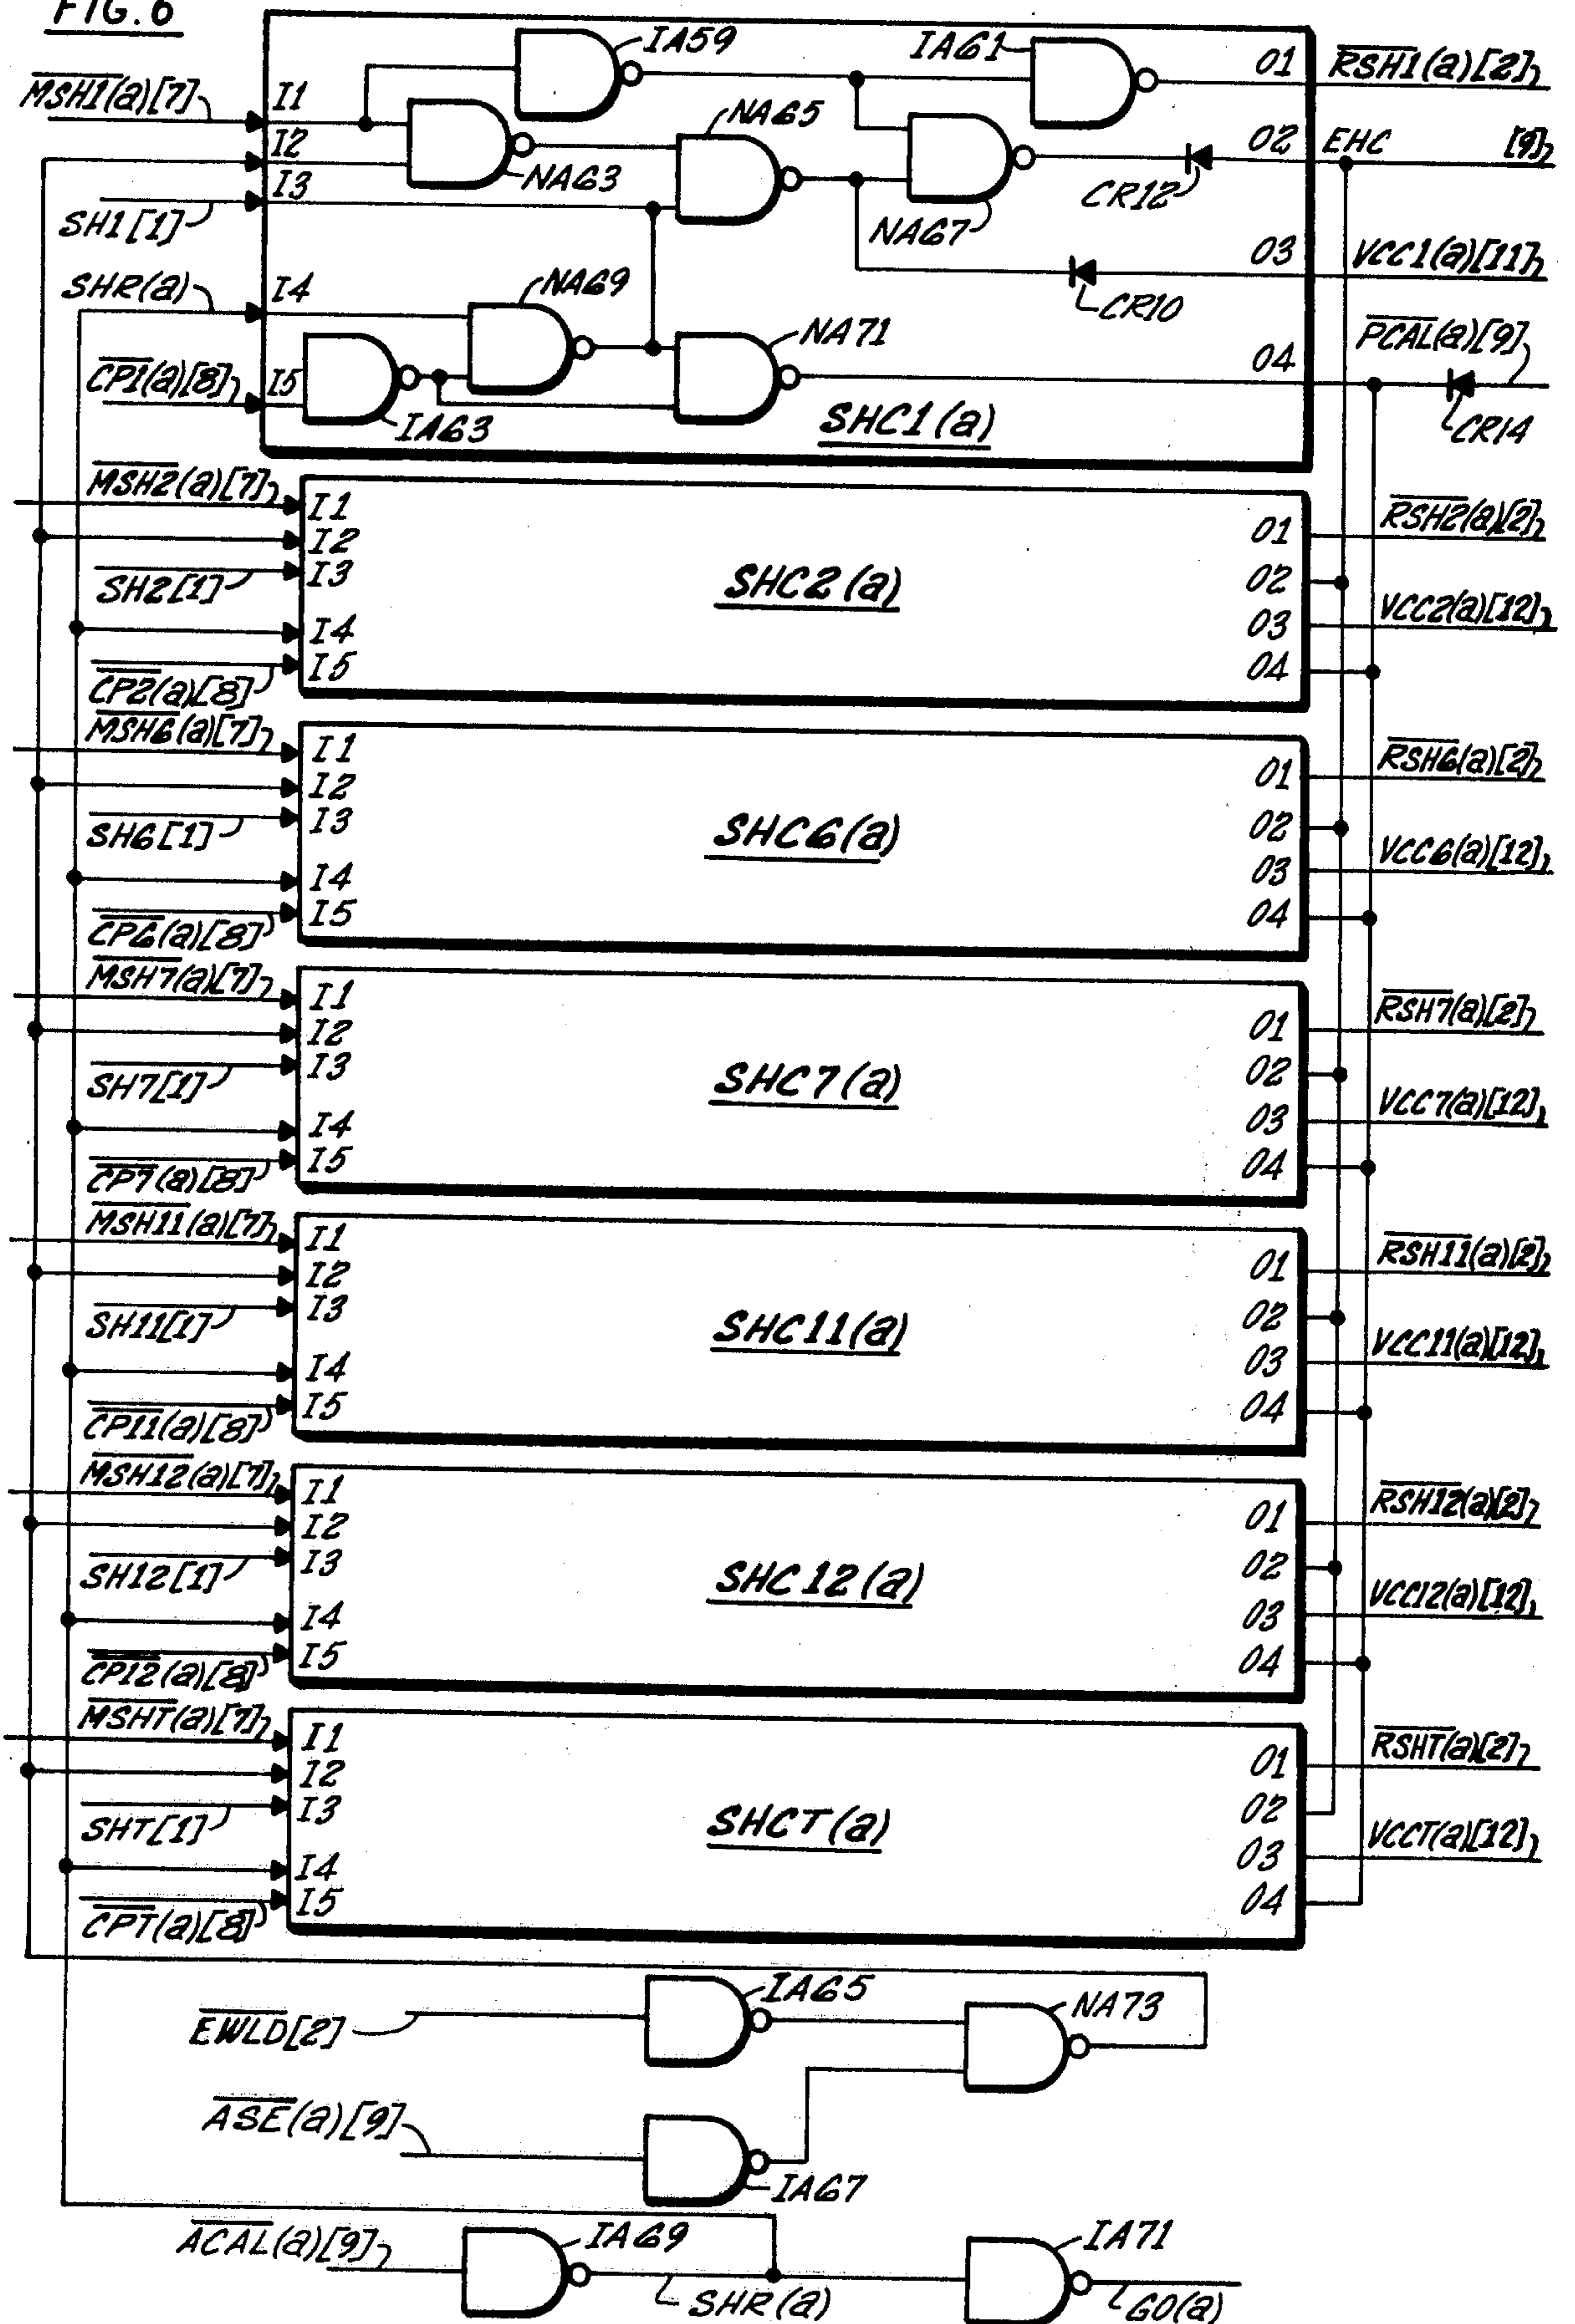 FIG. 6
IA59
IA61
01
RSH1(a)[2]
MSH1(a)[7]
I1
NA65
I2
02
EHC
[9]
NA63
I3
CR12
SH1[1]
NA67
03
VCC1(a)[11]
SHR(a)
I4
NA69
CR10
NA71
PCAL(a)[9]
CP1(a)[8]
I5
04
IA63
SHC1(a)
CR14
MSH2(a)[7]
I1
01
RSH2(a)[2]
I2
SH2[1]
I3
SHC2(a)
02
I4
03
VCC2(a)[12]
I5
04
CP2(a)[8]
MSH6(a)[7]
I1
01
RSH6(a)[2]
I2
SH6[1]
I3
SHC6(a)
02
I4
03
VCC6(a)[12]
I5
04
CP6(a)[8]
MSH7(a)[7]
I1
01
RSH7(a)[2]
I2
SH7[1]
I3
SHC7(a)
02
I4
03
VCC7(a)[12]
I5
04
CP7(a)[8]
MSH11(a)[7]
I1
01
RSH11(a)[2]
I2
SH11[1]
I3
SHC11(a)
02
I4
03
VCC11(a)[12]
I5
04
CP11(a)[8]
MSH12(a)[7]
I1
01
RSH12(a)[2]
I2
SH12[1]
I3
SHC12(a)
02
I4
03
VCC12(a)[12]
I5
04
CP12(a)[8]
MSHT(a)[7]
I1
01
RSHT(a)[2]
I2
SHT[1]
I3
SHCT(a)
02
I4
03
VCCT(a)[12]
I5
04
CPT(a)[8]
IA65
NA73
EWLD[2]
ASE(a)[9]
IA67
ACAL(a)[9]
IA69
IA71
SHR(a)
GO(a)